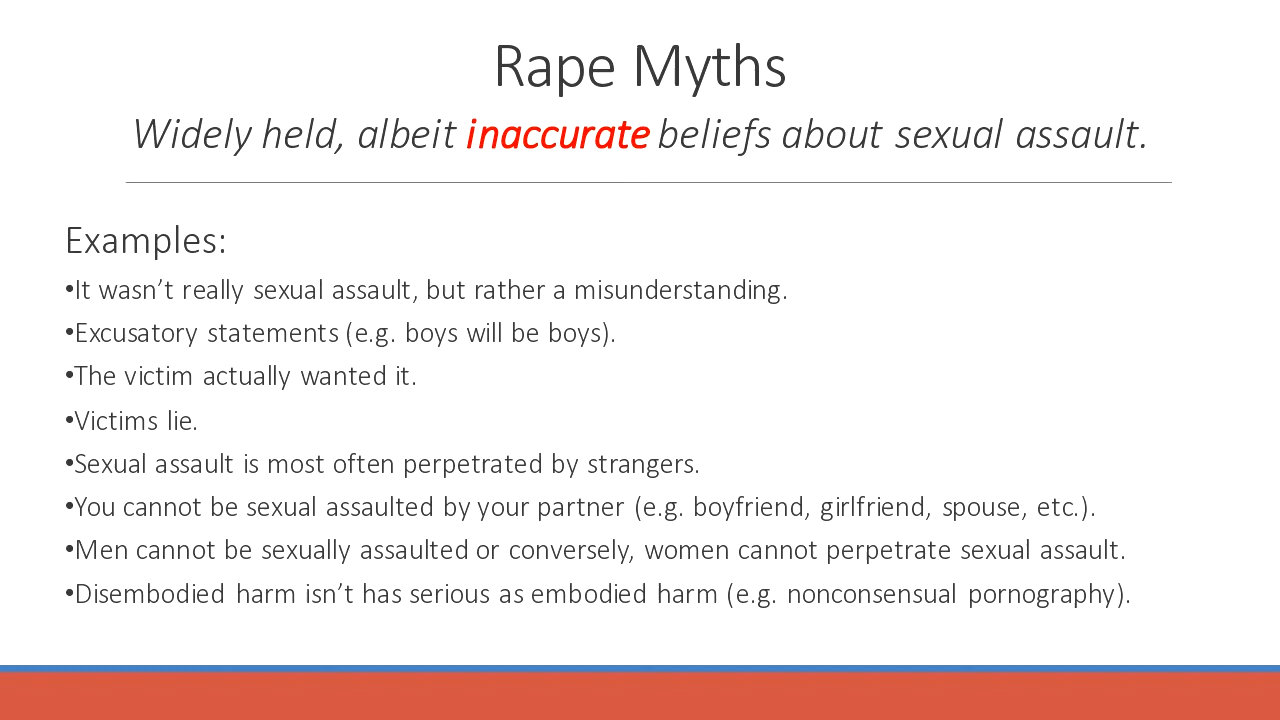 Rape Myths
Widely held, albeit inaccurate beliefs about sexual assault.
Examples:
•It wasn’t really sexual assault, but rather a misunderstanding.
•Excusatory statements (e.g. boys will be boys).
•The victim actually wanted it.
•Victims lie.
•Sexual assault is most often perpetrated by strangers.
•You cannot be sexual assaulted by your partner (e.g. boyfriend, girlfriend, spouse, etc.).
•Men cannot be sexually assaulted or conversely, women cannot perpetrate sexual assault.
•Disembodied harm isn’t has serious as embodied harm (e.g. nonconsensual pornography).